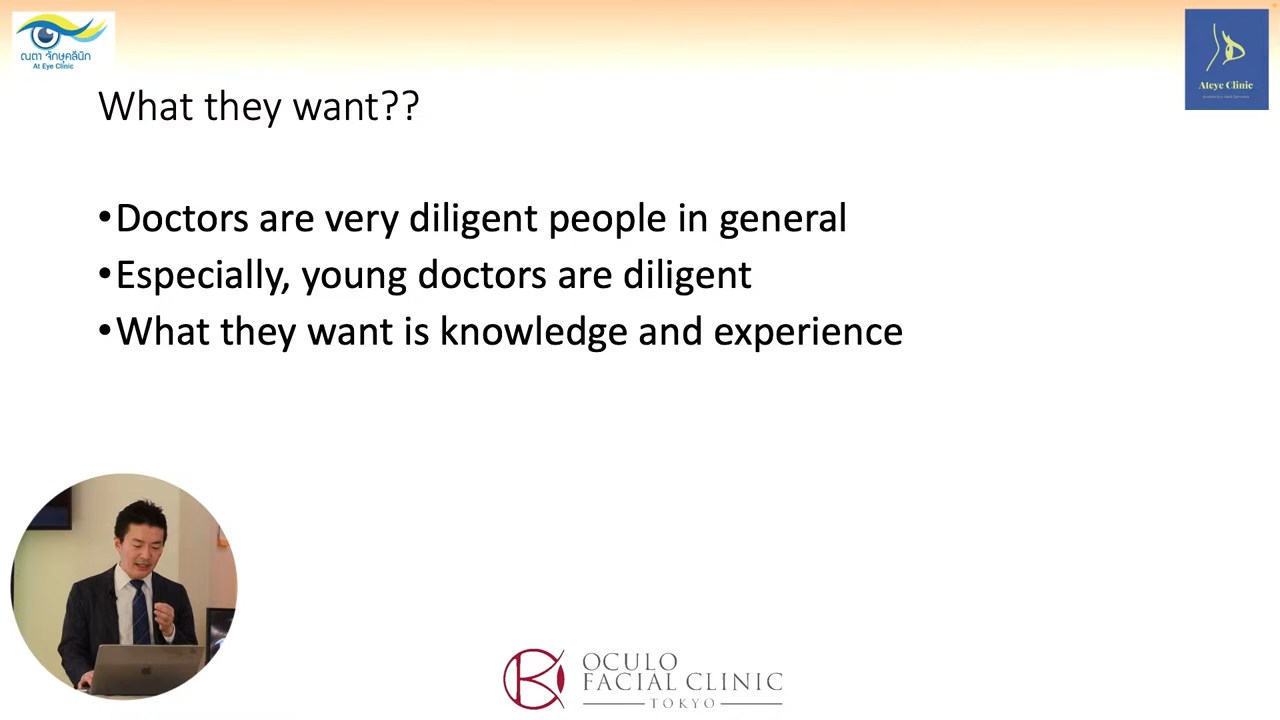 ณตา จักษุคลินิก
At Eye Clinic
Ateye Clinic
What they want??
•Doctors are very diligent people in general
•Especially, young doctors are diligent
•What they want is knowledge and experience
OCULO
FACIAL CLINIC
TOKYO